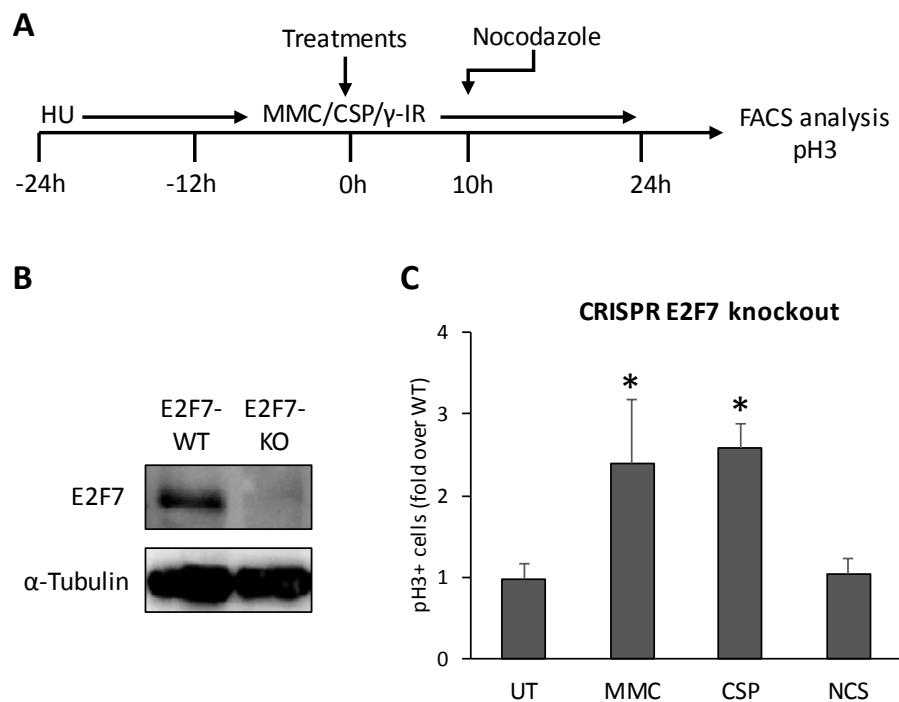 A
Treatments
Nocodazole
HU
MMC/CSP/γ-IR
FACS analysis
pH3
-24h
-12h
0h
10h
24h
B
E2F7-
WT
E2F7-
KO
E2F7
α-Tubulin
C
CRISPR E2F7 knockout
pH3+ cells (fold over WT)
4
3
2
1
0
*
*
UT
MMC
CSP
NCS